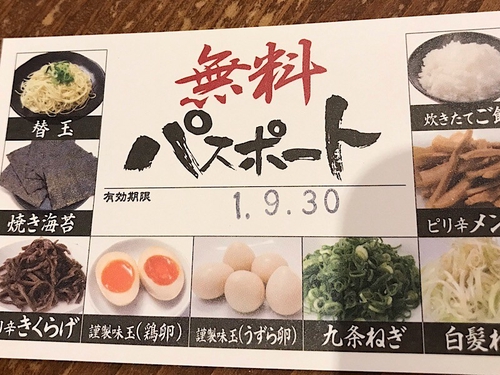 無料
パスポート
有効期限
1.9.30
替玉
炊きたてご
焼き海苔
ピリ辛メン
辛きくらげ
謹製味玉(鶏卵)
謹製味玉(うずら卵)
九条ねぎ
白髪